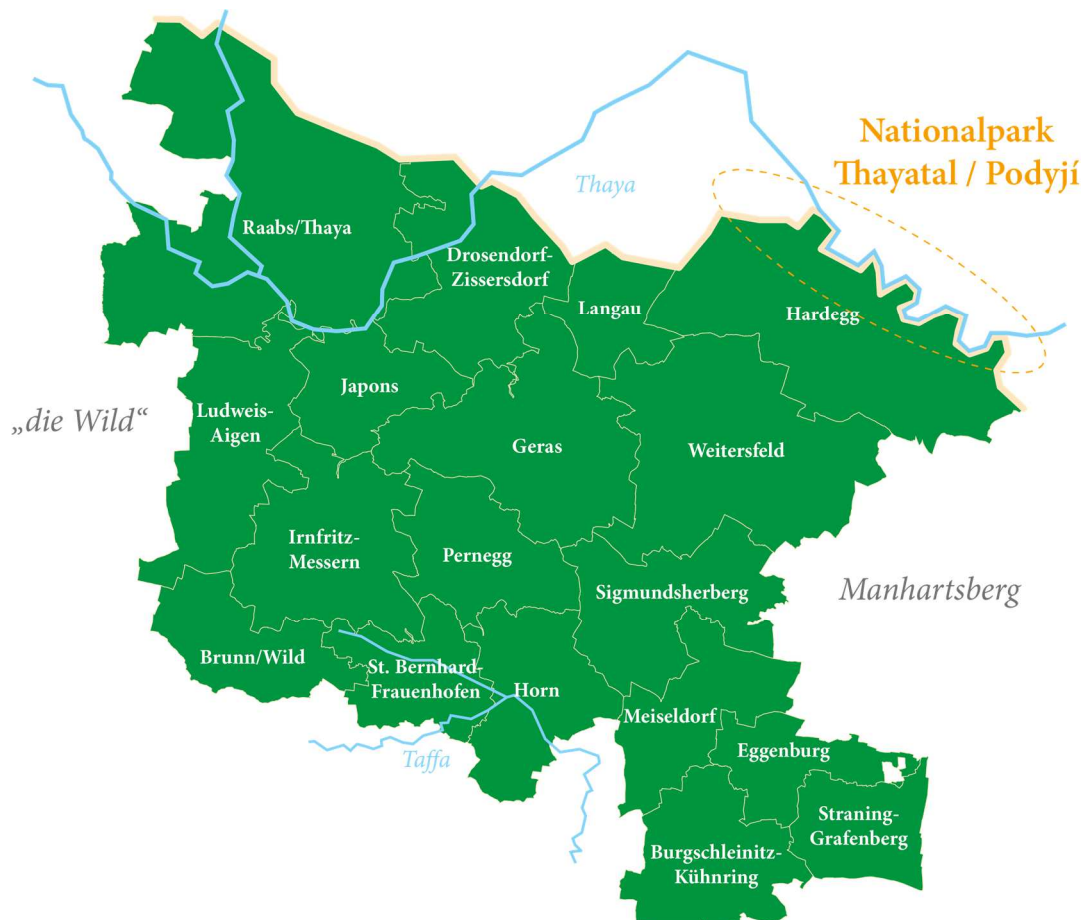 Nationalpark
Thayatal / Podyjí
Thaya
Raabs/Thaya
Drosendorf-
Zissersdorf
Langau
Hardegg
Japons
„die Wild“
Ludweis-
Aigen
Geras
Weitersfeld
Irnfritz-
Messern
Pernegg
Sigmundsherberg
Manhartsberg
Brunn/Wild
St. Bernhard-
Frauenhofen
Horn
Meiseldorf
Taffa
Eggenburg
Straning-
Grafenberg
Burgschleinitz-
Kühnring